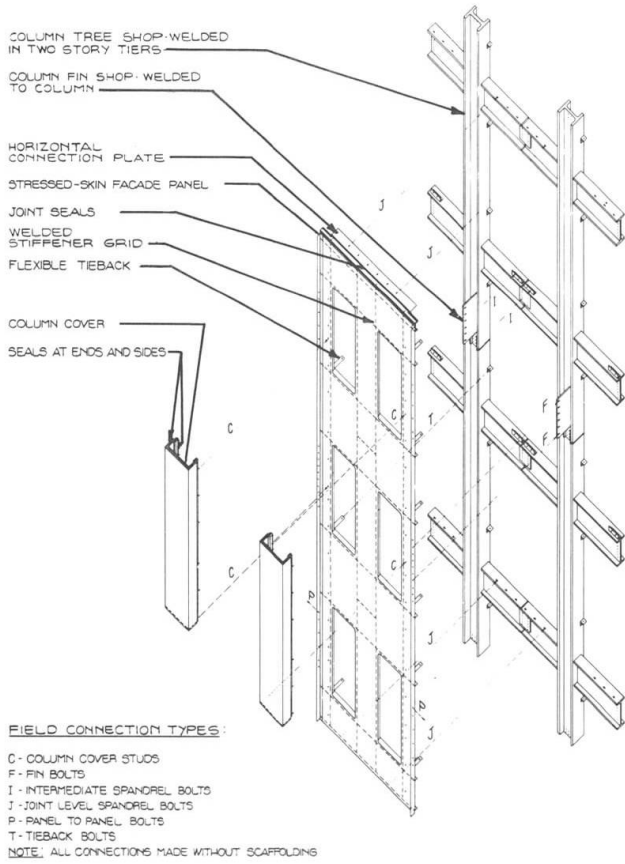 COLUMN TREE SHOP-WELDED
IN TWO STORY TIERS
COLUMN FIN SHOP-WELDED
TO COLUMN
HORIZONTAL
CONNECTION PLATE
STRESSED-SKIN FACADE PANEL
JOINT SEALS
WELDED
STIFFENER GRID
FLEXIBLE TIEBACK
COLUMN COVER
SEALS AT ENDS AND SIDES
J
J
I
I
F
F
C
C
T
T
C
C
P
J
P
J
FIELD CONNECTION TYPES:
C - COLUMN COVER STUDS
F - FIN BOLTS
I - INTERMEDIATE SPANDREL BOLTS
J - JOINT LEVEL SPANDREL BOLTS
P - PANEL TO PANEL BOLTS
T - TIEBACK BOLTS
NOTE: ALL CONNECTIONS MADE WITHOUT SCAFFOLDING